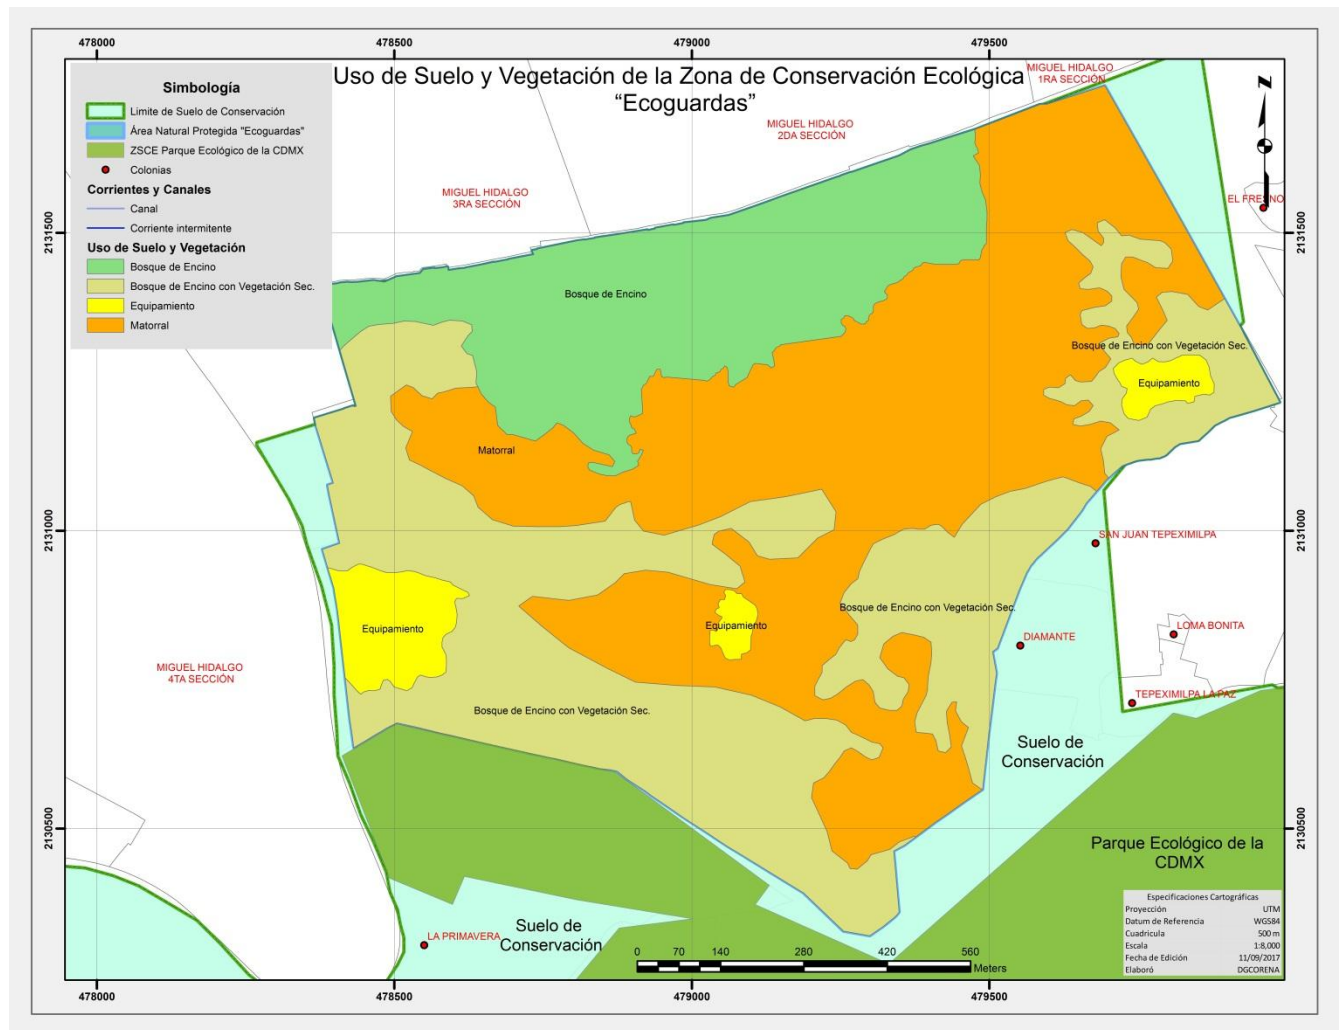 478000
478500
479000
479500
Uso de Suelo y Vegetación de la Zona de Conservación Ecológica
“Ecoguardas”
Simbología
Limite de Suelo de Conservación
Área Natural Protegida "Ecoguardas"
ZSCE Parque Ecológico de la CDMX
Colonias
Corrientes y Canales
Canal
Corriente intermitente
Uso de Suelo y Vegetación
Bosque de Encino
Bosque de Encino con Vegetación Sec.
Equipamiento
Matorral
MIGUEL HIDALGO
1RA SECCIÓN
MIGUEL HIDALGO
2DA SECCIÓN
MIGUEL HIDALGO
3RA SECCIÓN
Z
EL FRESNO
2131500
2131500
Bosque de Encino
Bosque de Encino con Vegetación Sec.
Equipamiento
Matorral
2131000
2131000
SAN JUAN TEPEXIMILPA
Bosque de Encino con Vegetación Sec.
Equipamiento
Equipamiento
LOMA BONITA
DIAMANTE
MIGUEL HIDALGO
4TA SECCIÓN
TEPEXIMILPA LA PAZ
Bosque de Encino con Vegetación Sec.
Suelo de
Conservación
2130500
2130500
Parque Ecológico de la
CDMX
Suelo de
Conservación
LA PRIMAVERA
0 70 140 280 420 560
Meters
Especificaciones Cartográficas
Proyección UTM
Datum de Referencia WGS84
Cuadricula 500 m
Escala 1:8,000
Fecha de Edición 11/09/2017
Elaboró DGCORENA
478000
478500
479000
479500